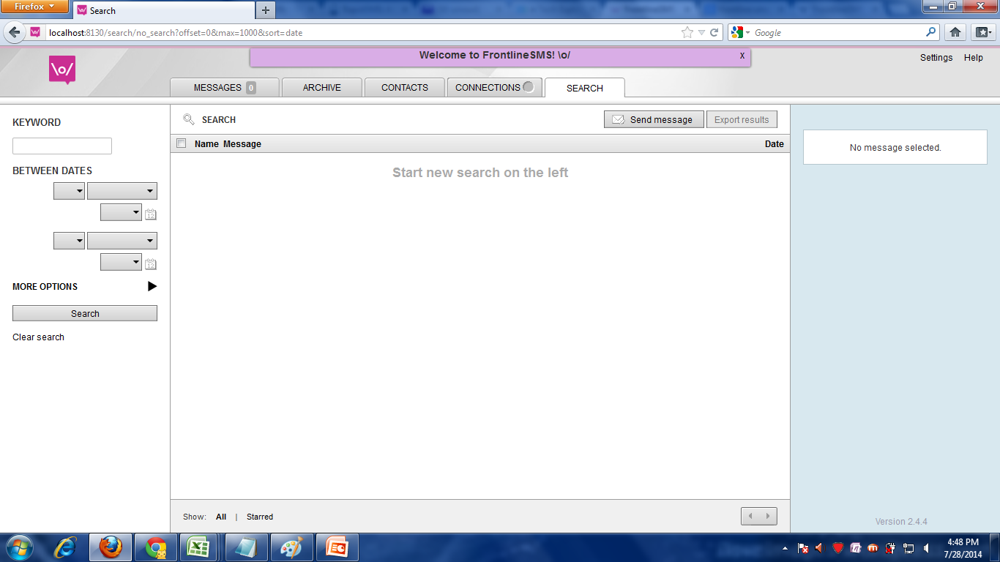 Firefox
Search
localhost:8130/search/no_search?offset=0&max=1000&sort=date
Google
Welcome to FrontlineSMS! \o/
x
Settings Help
\o/
MESSAGES 0 ARCHIVE CONTACTS CONNECTIONS SEARCH
KEYWORD
BETWEEN DATES
12
12
MORE OPTIONS
Search
Clear search
SEARCH
Send message Export results
Name Message Date
Start new search on the left
Show: All | Starred
No message selected.
Version 2.4.4
4:48 PM
7/28/2014